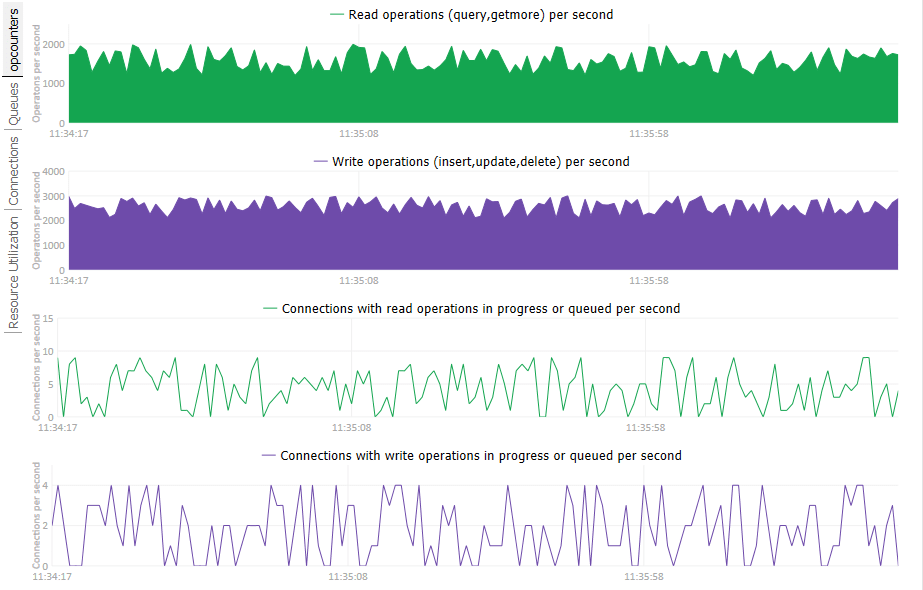 opcounters
Queues
Connections
Resource Utilization
Read operations (query,getmore) per second
Operatons per second
2000
1000
0
11:34:17
11:35:08
11:35:58
Write operations (insert,update,delete) per second
Operatons per second
4000
3000
2000
1000
0
11:34:17
11:35:08
11:35:58
Connections with read operations in progress or queued per second
Connections per second
15
10
5
0
11:34:17
11:35:08
11:35:58
Connections with write operations in progress or queued per second
Connections per second
4
2
0
11:34:17
11:35:08
11:35:58